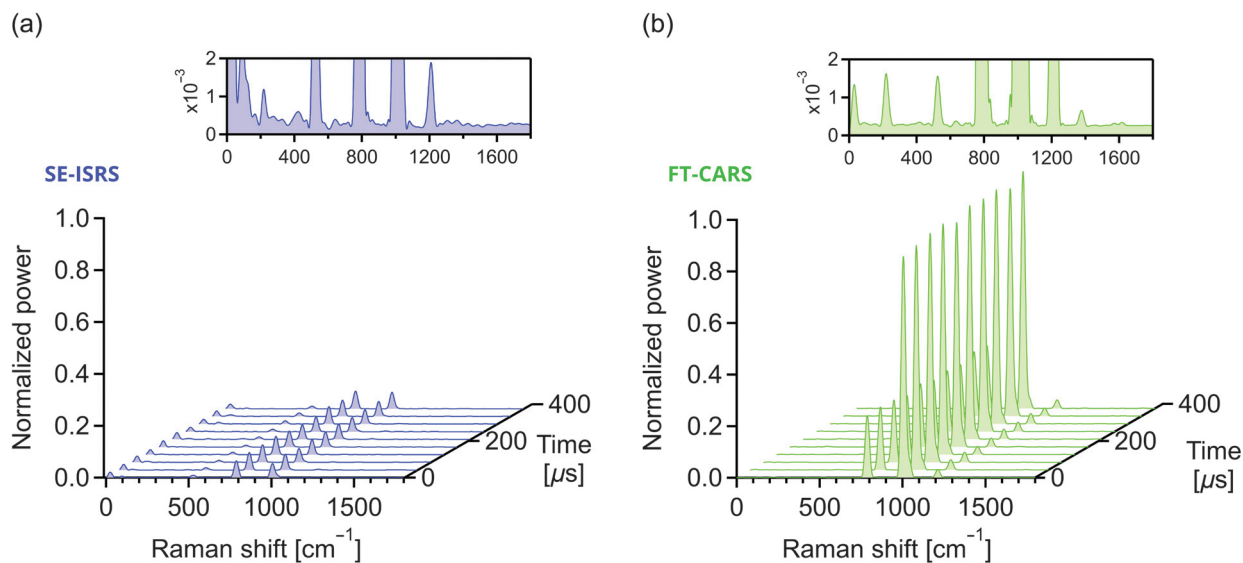 (a)
(b)
x10⁻³
2
1
0
0 400 800 1200 1600
x10⁻³
2
1
0
0 400 800 1200 1600
SE-ISRS
FT-CARS
Normalized power
1.0
0.8
0.6
0.4
0.2
0.0
0 500 1000 1500
Raman shift [cm⁻¹]
0
200
400
Time
[μs]
Normalized power
1.0
0.8
0.6
0.4
0.2
0.0
0 500 1000 1500
Raman shift [cm⁻¹]
0
200
400
Time
[μs]